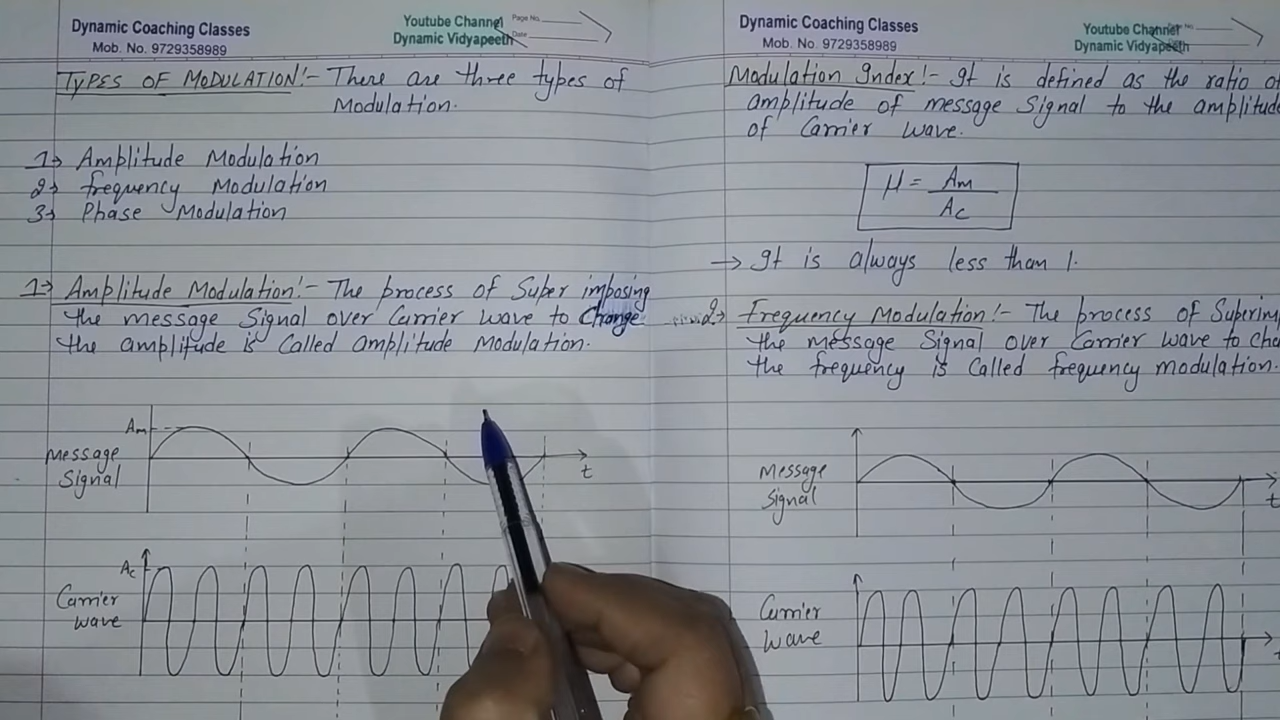 Dynamic Coaching Classes
Mob. No. 9729358989
Youtube Channel
Dynamic Vidyapeeth
Page No.
Date
TYPES OF MODULATION:- There are three types of
Modulation.
1→ Amplitude Modulation
2→ frequency Modulation
3→ Phase Modulation
1→ Amplitude Modulation:- The process of Super imposing
the message Signal over Carrier wave to Change
the amplitude is Called amplitude Modulation.
Am
Message
Signal
t
Ac
Carrier
wave
Dynamic Coaching Classes
Mob. No. 9729358989
Youtube Channel
Dynamic Vidyapeeth
Modulation Index:- It is defined as the ratio of
amplitude of message Signal to the amplitude
of Carrier wave.
μ = Am
Ac
→ It is always less than 1.
2→ Frequency Modulation:- The process of Superim
the message Signal over Carrier wave to cha
the frequency is Called frequency modulation.
Message
Signal
t
Carrier
wave